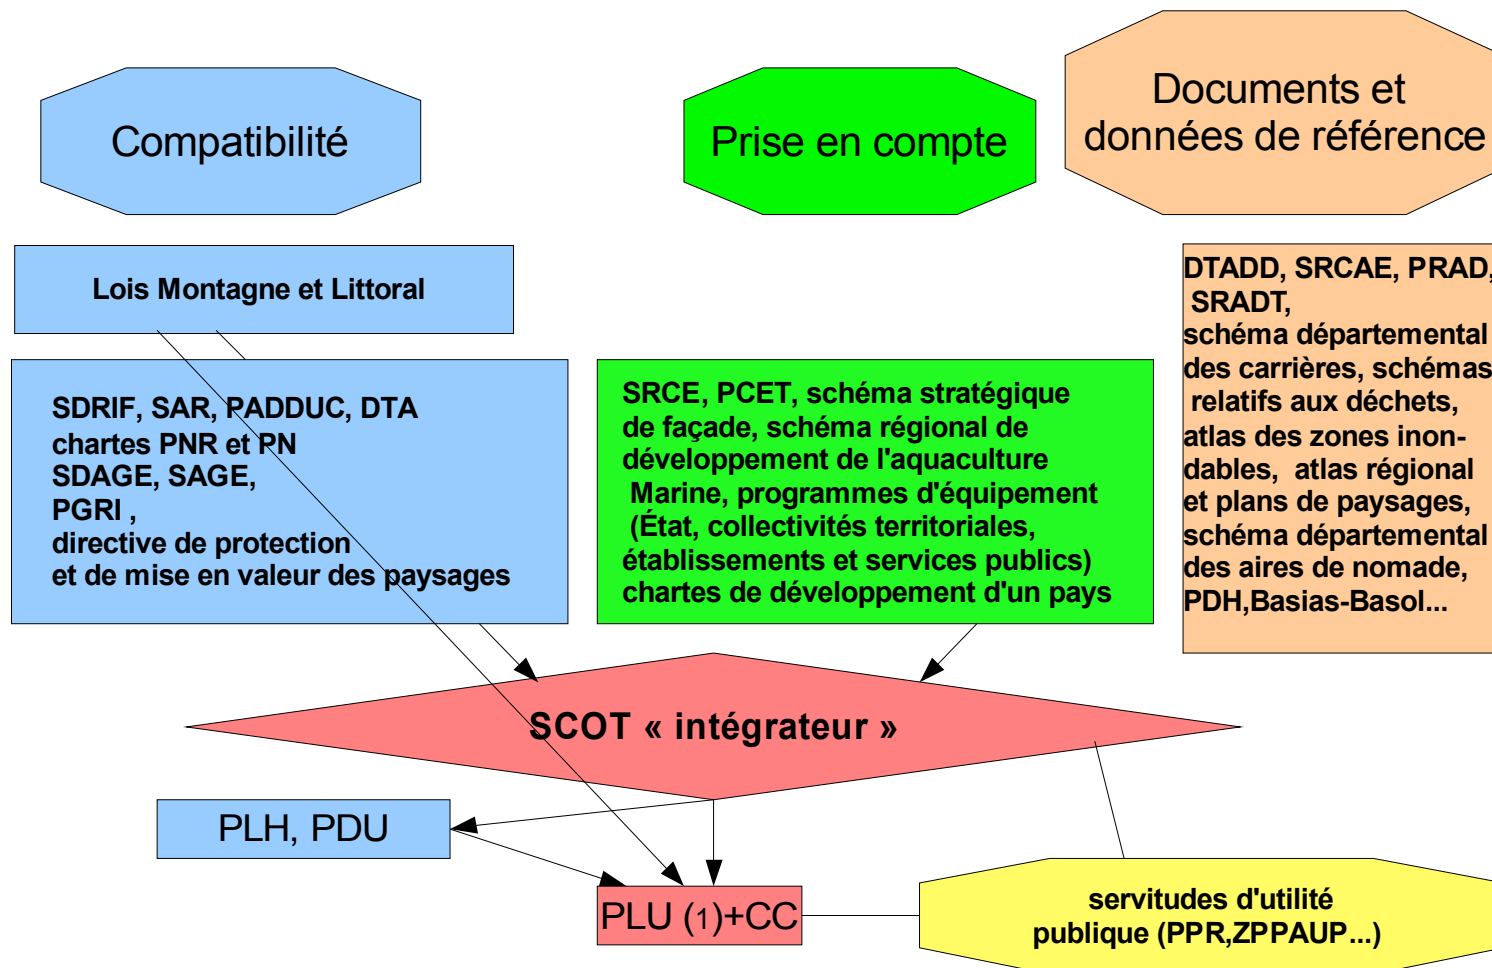 Compatibilité
Prise en compte
Documents et
données de référence
Lois Montagne et Littoral
SDRIF, SAR, PADDUC, DTA
chartes PNR et PN
SDAGE, SAGE,
PGRI ,
directive de protection
et de mise en valeur des paysages
SRCE, PCET, schéma stratégique
de façade, schéma régional de
développement de l'aquaculture
Marine, programmes d'équipement
(État, collectivités territoriales,
établissements et services publics)
chartes de développement d'un pays
DTADD, SRCAE, PRAD,
SRADT,
schéma départemental
des carrières, schémas
relatifs aux déchets,
atlas des zones inon-
dables, atlas régional
et plans de paysages,
schéma départemental
des aires de nomade,
PDH,Basias-Basol...
SCOT « intégrateur »
PLH, PDU
PLU (1)+CC
servitudes d'utilité
publique (PPR,ZPPAUP...)